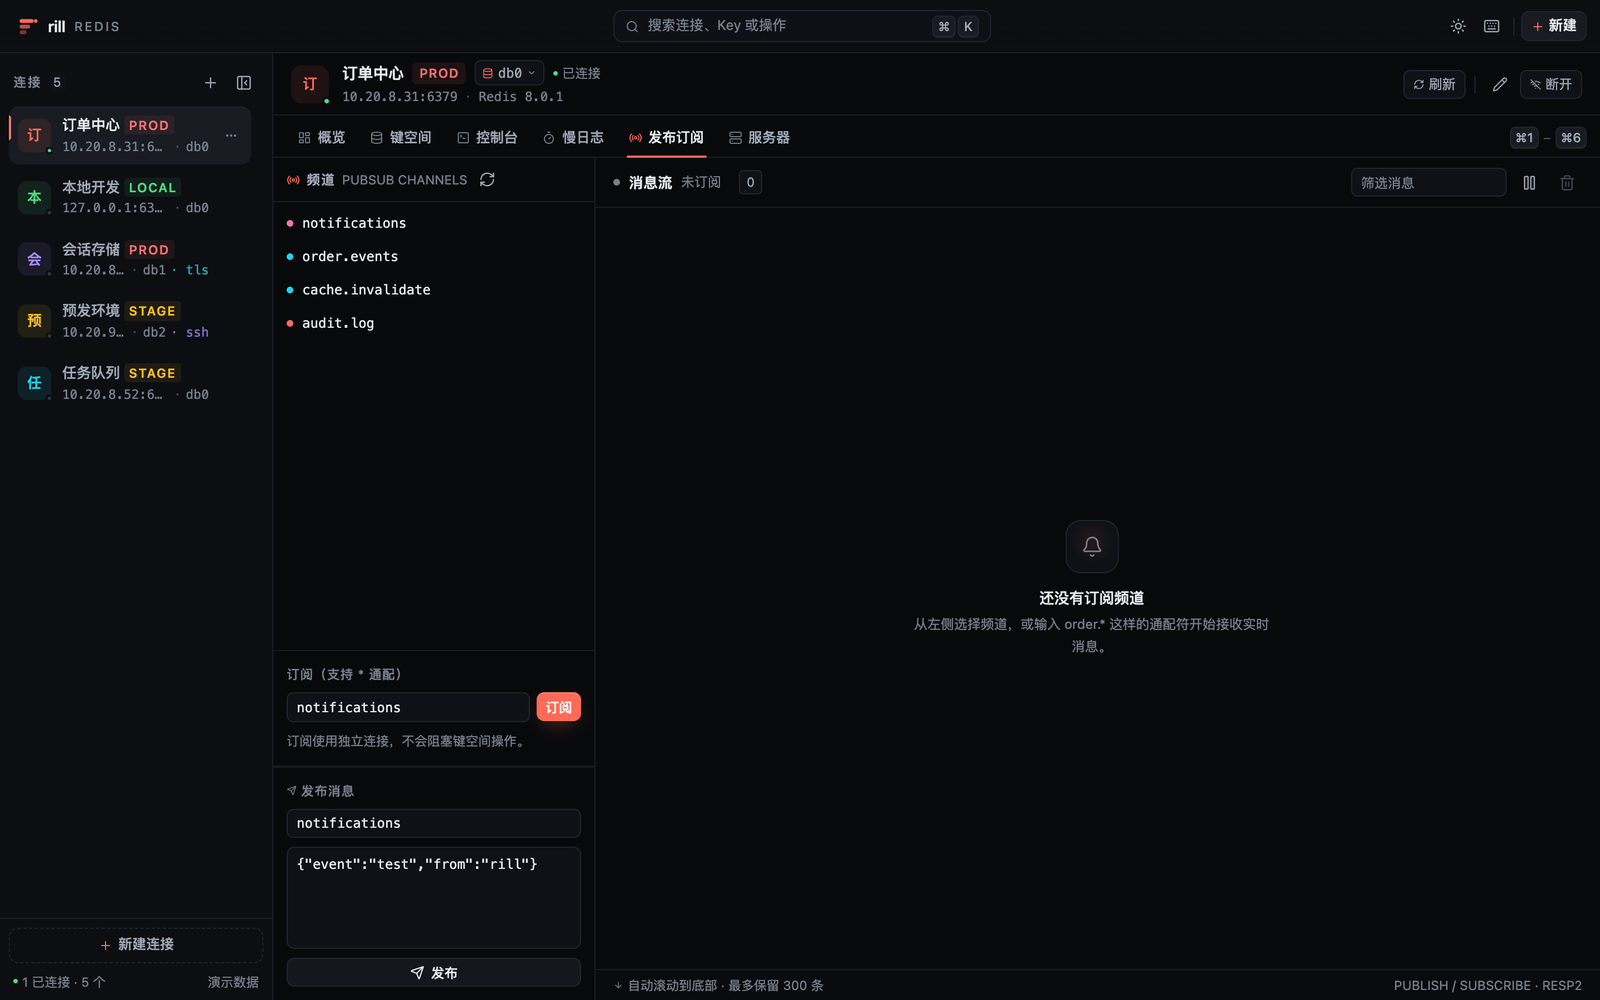 rill REDIS
搜索连接、Key 或操作 ⌘ K
+ 新建
连接 5
订 订单中心 PROD ...
10.20.8.31:6… · db0
本 本地开发 LOCAL
127.0.0.1:63… · db0
会 会话存储 PROD
10.20.8… · db1 · tls
预 预发环境 STAGE
10.20.9… · db2 · ssh
任 任务队列 STAGE
10.20.8.52:6… · db0
+ 新建连接
1 已连接 · 5 个 演示数据
订 订单中心 PROD db0 已连接
10.20.8.31:6379 · Redis 8.0.1
刷新 断开
概览 键空间 控制台 慢日志 发布订阅 服务器 ⌘1 – ⌘6
频道 PUBSUB CHANNELS
notifications
order.events
cache.invalidate
audit.log
订阅（支持 * 通配）
notifications 订阅
订阅使用独立连接，不会阻塞键空间操作。
发布消息
notifications
{"event":"test","from":"rill"}
发布
消息流 未订阅 0 筛选消息
还没有订阅频道
从左侧选择频道，或输入 order.* 这样的通配符开始接收实时
消息。
↓ 自动滚动到底部 · 最多保留 300 条 PUBLISH / SUBSCRIBE · RESP2